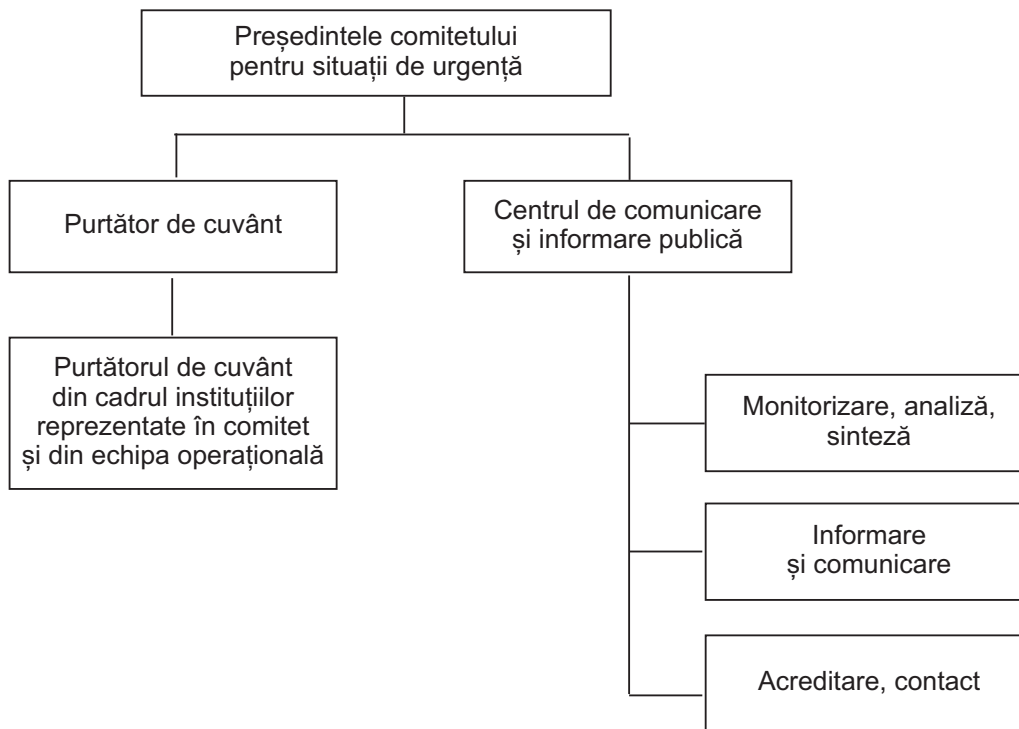 Președintele comitetului
pentru situații de urgență
Purtător de cuvânt
Centrul de comunicare
și informare publică
Purtătorul de cuvânt
din cadrul instituțiilor
reprezentate în comitet
și din echipa operațională
Monitorizare, analiză,
sinteză
Informare
și comunicare
Acreditare, contact